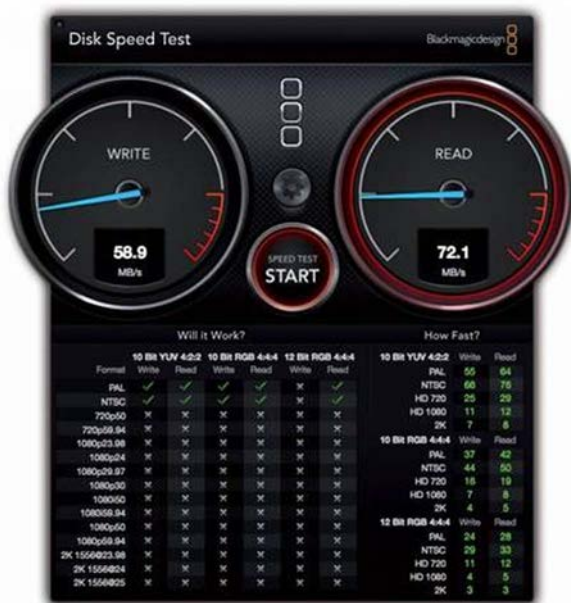 Disk Speed Test
Blackmagicdesign
WRITE
58.9
MB/s
READ
72.1
MB/s
SPEED TEST
START
Will it Work?
10 Bit YUV 4:2:2 10 Bit RGB 4:4:4 12 Bit RGB 4:4:4
Format Write Read Write Read Write Read
PAL ✓ ✓ ✓ ✓ ✕ ✓
NTSC ✓ ✓ ✓ ✓ ✕ ✓
720p50 ✕ ✕ ✕ ✕ ✕ ✕
720p59.94 ✕ ✕ ✕ ✕ ✕ ✕
1080p23.98 ✕ ✕ ✕ ✕ ✕ ✕
1080p24 ✕ ✕ ✕ ✕ ✕ ✕
1080p29.97 ✕ ✕ ✕ ✕ ✕ ✕
1080p30 ✕ ✕ ✕ ✕ ✕ ✕
1080i50 ✕ ✕ ✕ ✕ ✕ ✕
1080i59.94 ✕ ✕ ✕ ✕ ✕ ✕
1080p50 ✕ ✕ ✕ ✕ ✕ ✕
1080p59.94 ✕ ✕ ✕ ✕ ✕ ✕
2K 1556@23.98 ✕ ✕ ✕ ✕ ✕ ✕
2K 1556@24 ✕ ✕ ✕ ✕ ✕ ✕
2K 1556@25 ✕ ✕ ✕ ✕ ✕ ✕
How Fast?
10 Bit YUV 4:2:2 Write Read
PAL 55 64
NTSC 66 75
HD 720 25 29
HD 1080 11 12
2K 7 8
10 Bit RGB 4:4:4 Write Read
PAL 37 42
NTSC 44 50
HD 720 16 19
HD 1080 7 8
2K 4 5
12 Bit RGB 4:4:4 Write Read
PAL 24 28
NTSC 29 33
HD 720 11 12
HD 1080 4 5
2K 3 3